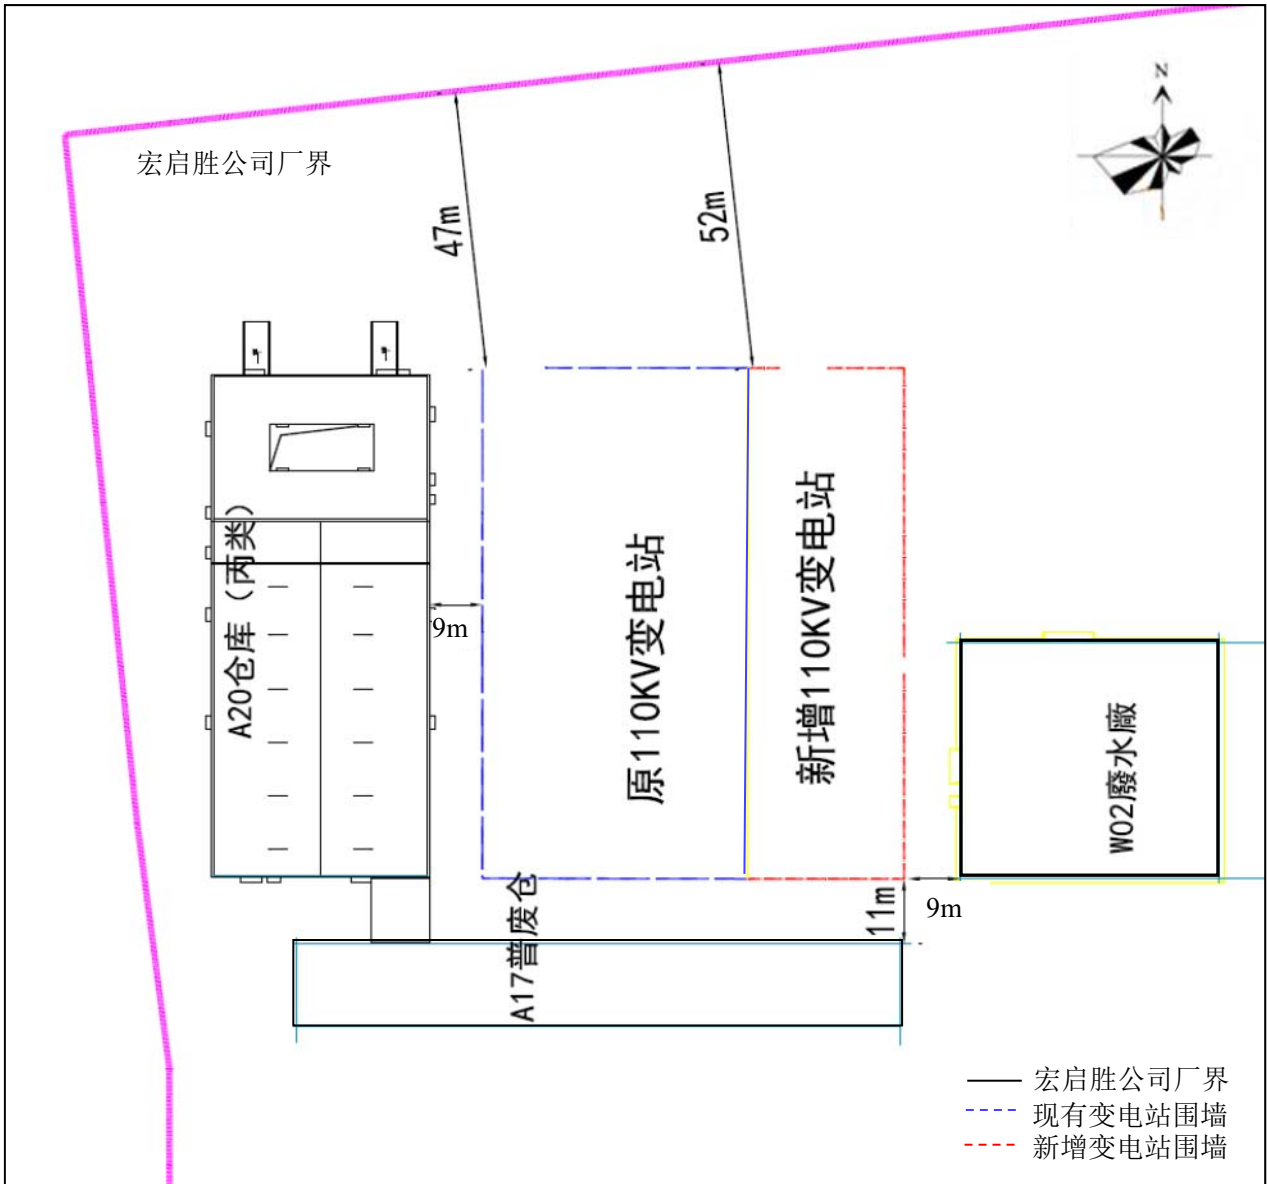 N
宏启胜公司厂界
47m
52m
A20仓库（丙类）
9m
原110KV变电站
新增110KV变电站
W02廢水廠
A17普废仓
11m
9m
宏启胜公司厂界
现有变电站围墙
新增变电站围墙